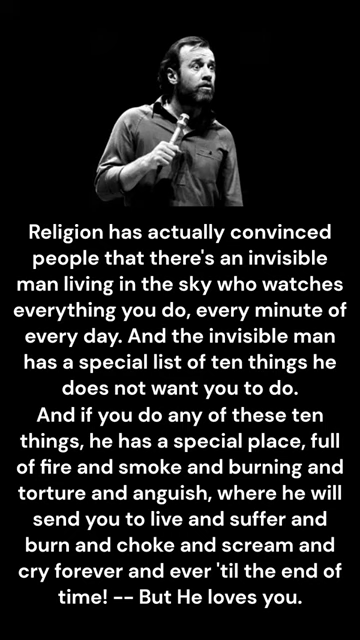 Religion has actually convinced
people that there's an invisible
man living in the sky who watches
everything you do, every minute of
every day. And the invisible man
has a special list of ten things he
does not want you to do.
And if you do any of these ten
things, he has a special place, full
of fire and smoke and burning and
torture and anguish, where he will
send you to live and suffer and
burn and choke and scream and
cry forever and ever 'til the end of
time! -- But He loves you.